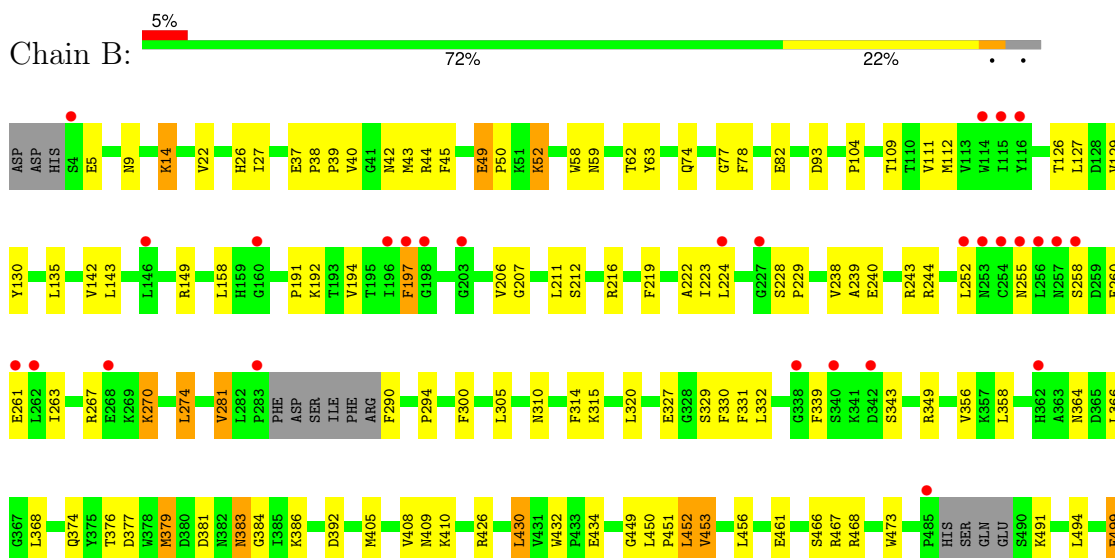 5%
Chain B:
72% 22% • •
ASP ASP HIS S4 E5 N9 K14 V22 H26 I27 E37 P38 P39 V40 G41 N42 M43 R44 F45 E49 P50 K51 K52 W58 N59 T62 Y63 Q74 G77 F78 E82 D93 P104 T109 T110 V111 M112 V113 W114 I115 Y116 T126 L127 D128 V129
Y130 L135 V142 L143 L146 R149 L158 H159 G160 P191 K192 T193 V194 T195 I196 F197 G198 G203 V206 G207 L211 S212 R216 F219 A222 I223 L224 G227 S228 P229 V238 A239 E240 R243 R244 L252 N253 C254 N255 L256 N257 S258 D259 E260
E261 L262 I263 R267 E268 K269 K270 L274 V281 L282 P283 PHE ASP SER ILE PHE ARG F290 P294 F300 L305 N310 F314 K315 L320 E327 G328 S329 F330 F331 L332 G338 F339 S340 K341 D342 S343 R349 V356 K357 L358 H362 A363 N364 D365
G367 L368 Q374 Y375 T376 D377 W378 M379 D380 D381 N382 N383 G384 I385 K386 D392 M405 V408 N409 K410 R426 L430 V431 W432 P433 E434 G449 L450 P451 L452 V453 L456 E461 S466 R467 R468 W473 P485 HIS SER GLN GLU S490 K491 L494